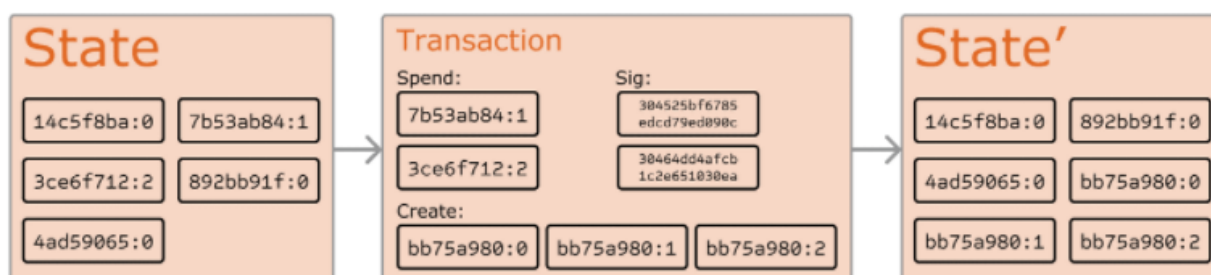 State
14c5f8ba:0 7b53ab84:1
3ce6f712:2 892bb91f:0
4ad59065:0
Transaction
Spend: Sig:
7b53ab84:1 304525bf6785
edcd79ed090c
3ce6f712:2 30464dd4afcb
1c2e651030ea
Create:
bb75a980:0 bb75a980:1 bb75a980:2
State’
14c5f8ba:0 892bb91f:0
4ad59065:0 bb75a980:0
bb75a980:1 bb75a980:2